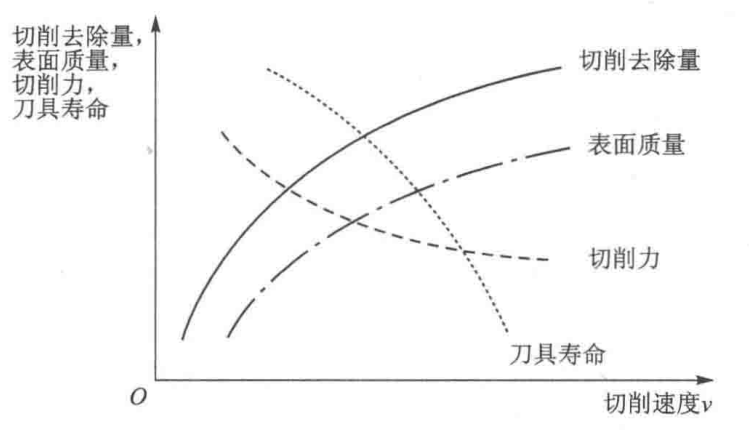 切削去除量，
表面质量，
切削力，
刀具寿命
切削去除量
表面质量
切削力
刀具寿命
O
切削速度v